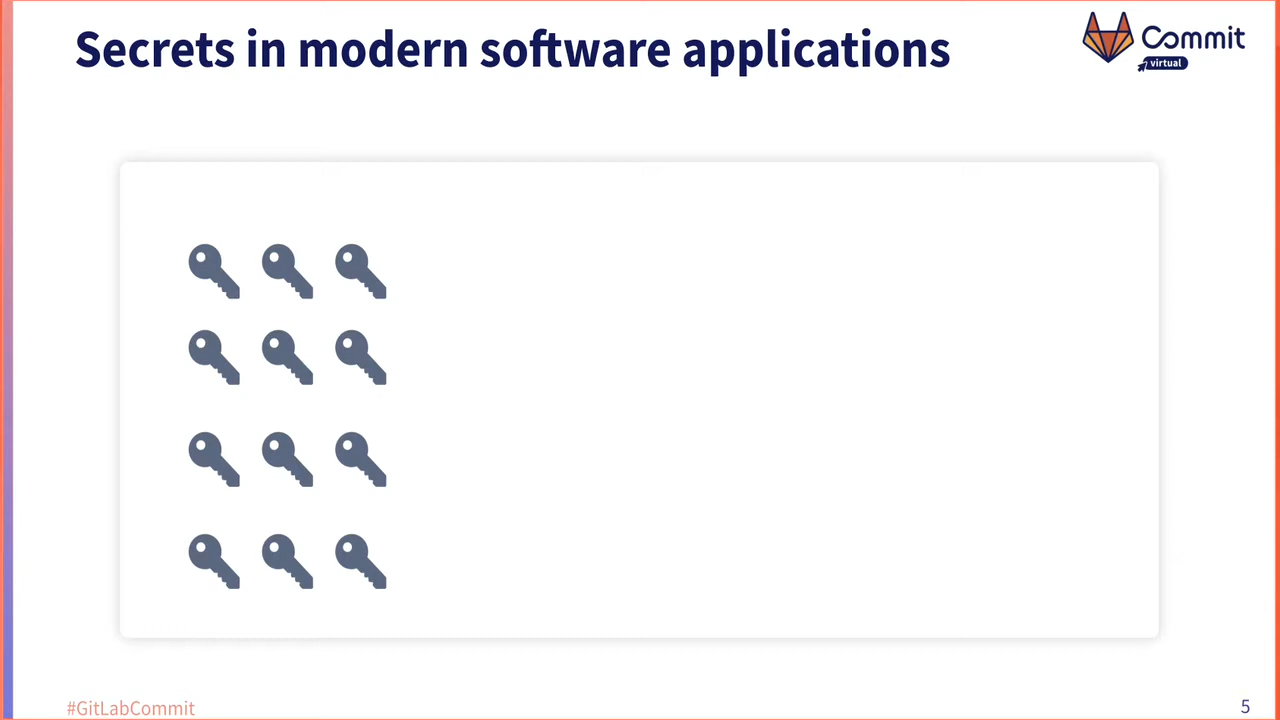 Secrets in modern software applications
Commit
virtual
#GitLabCommit
5